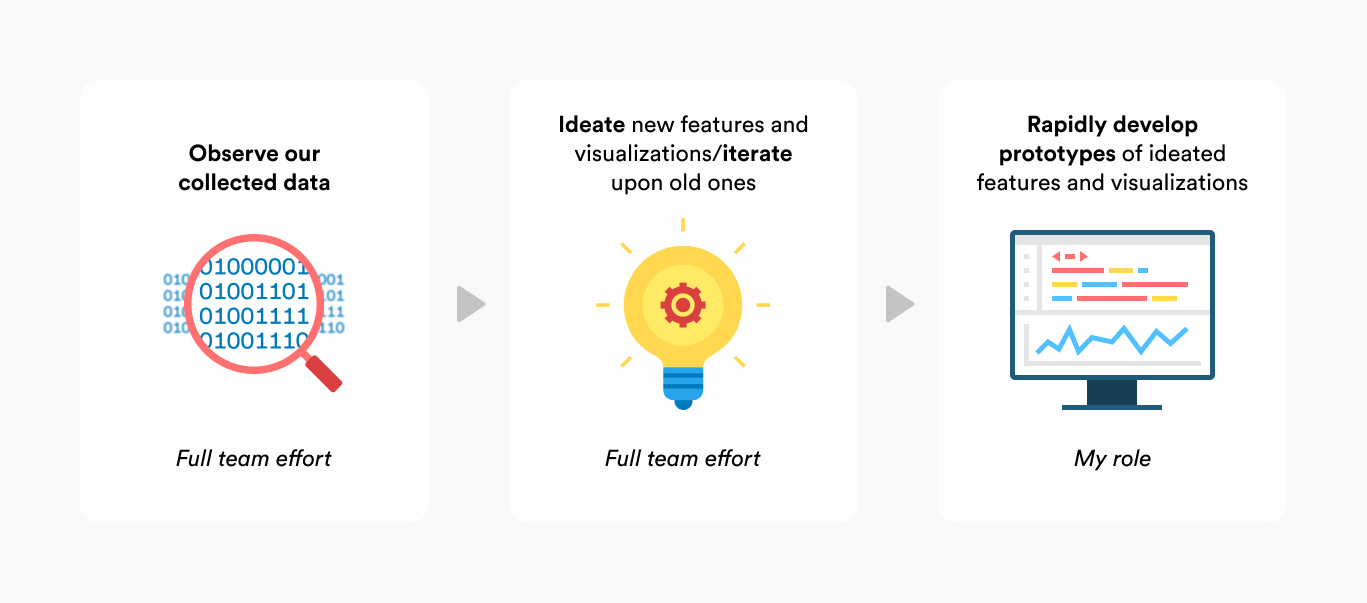 Observe our
collected data
01000001
01001101
01001111
01001110
010
010
010
010
001
101
111
110
Full team effort
Ideate new features and
visualizations/iterate
upon old ones
Full team effort
Rapidly develop
prototypes of ideated
features and visualizations
My role